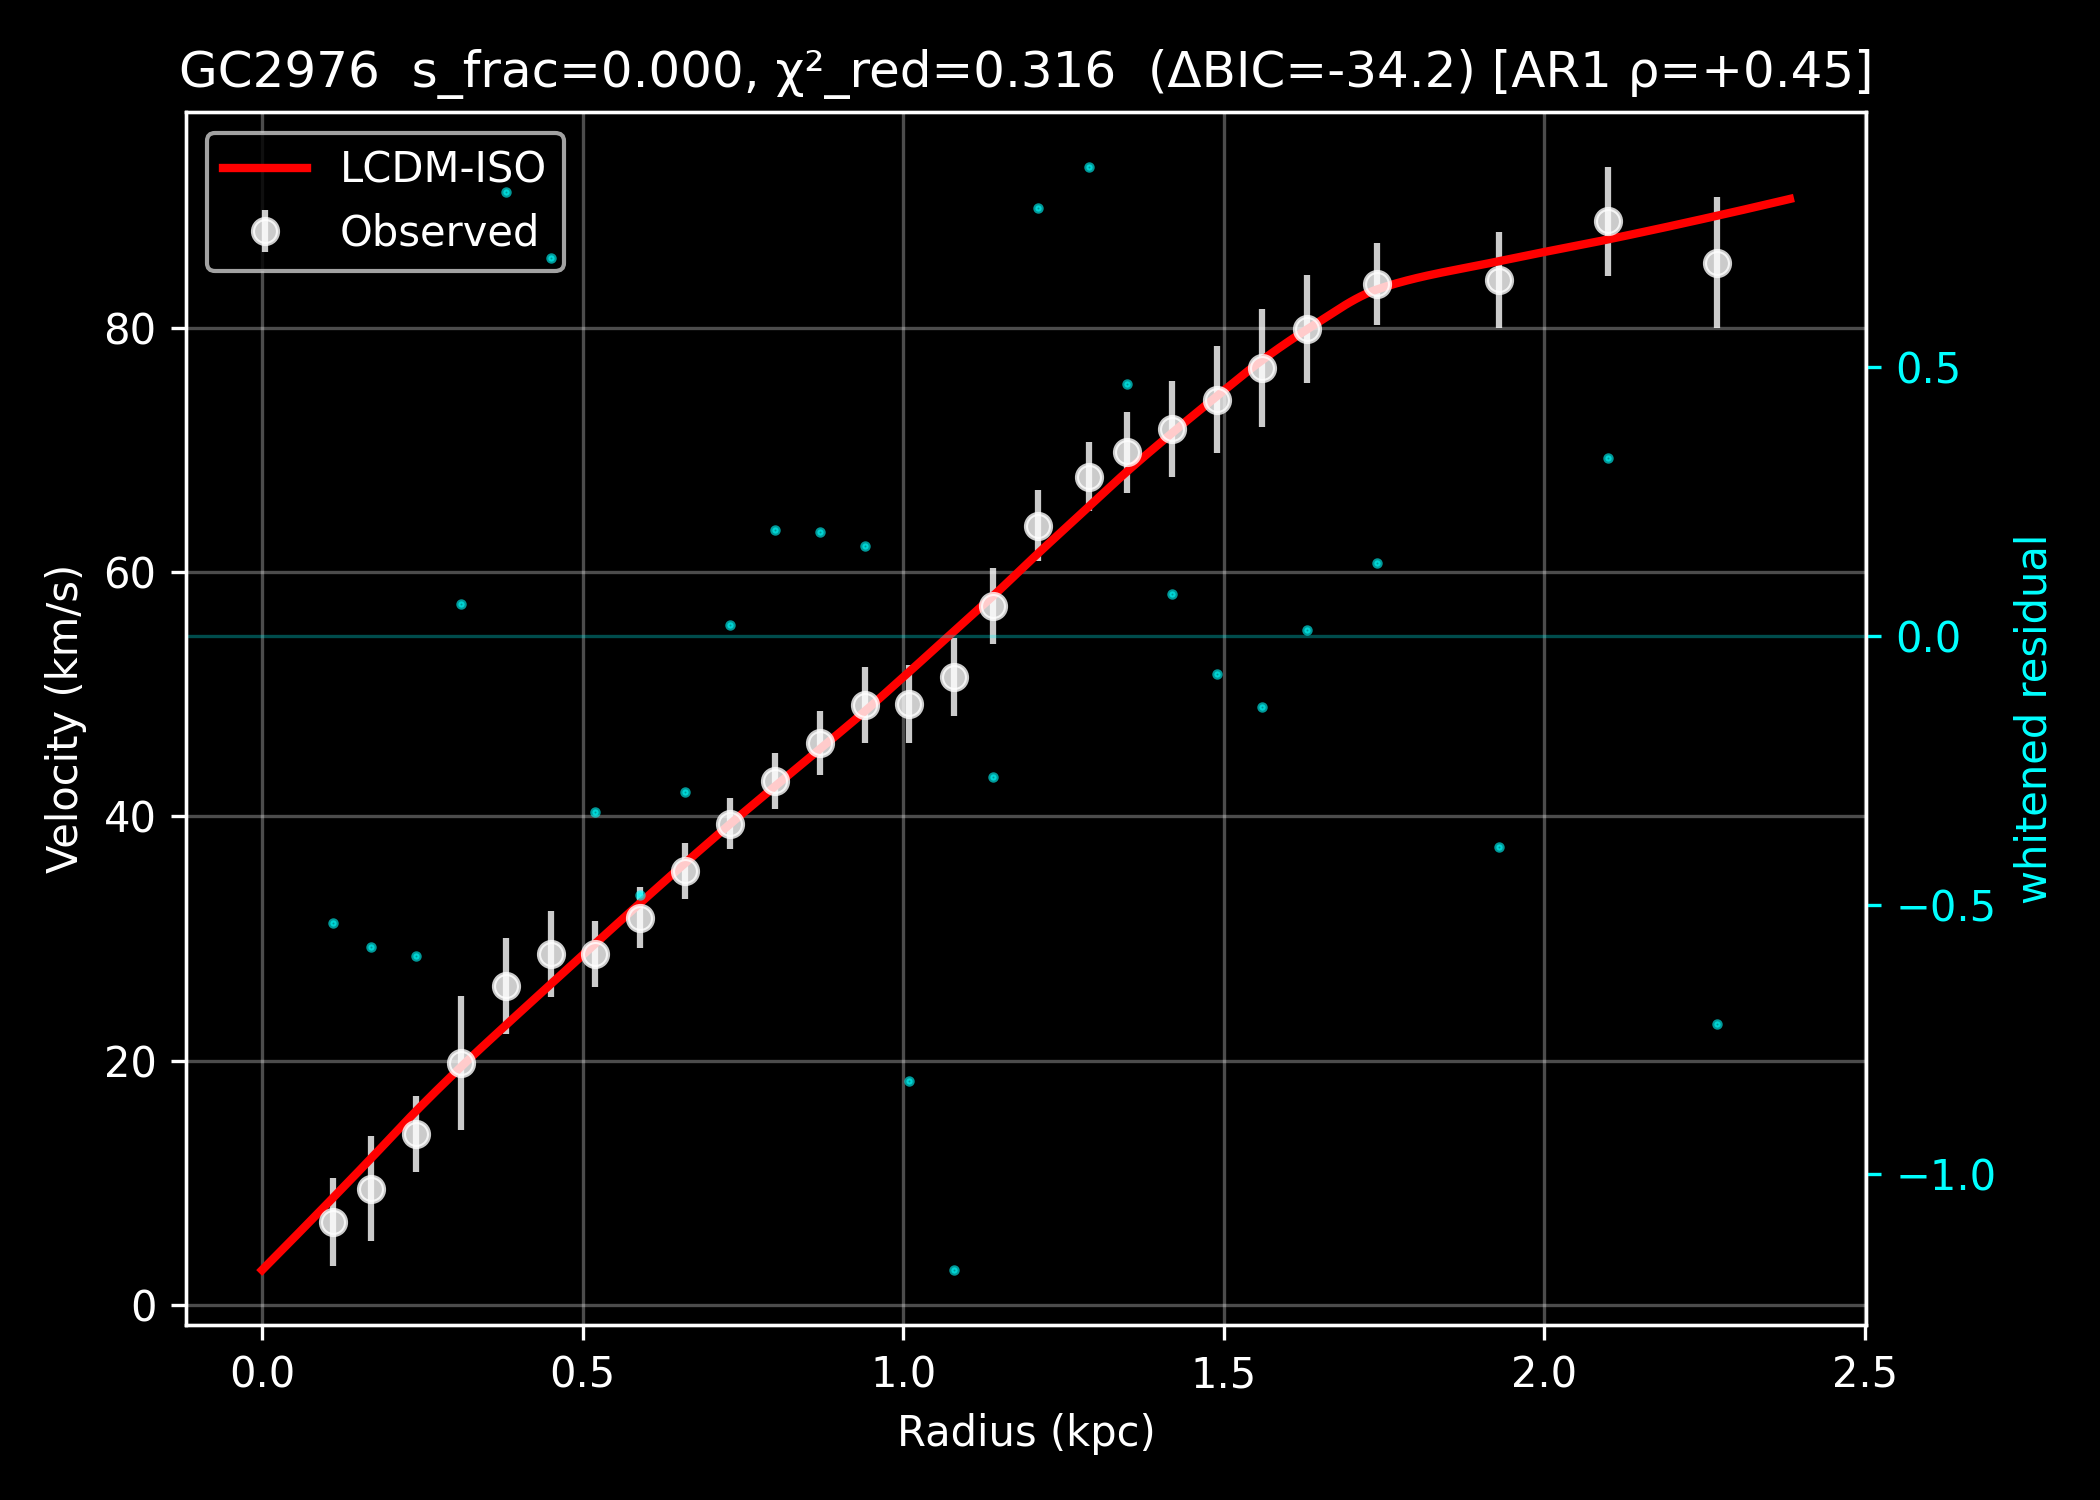 GC2976  s_frac=0.000, χ²_red=0.316  (ΔBIC=-34.2) [AR1 ρ=+0.45]
LCDM-ISO
Observed
Velocity (km/s)
80
60
40
20
0
0.0
0.5
1.0
1.5
2.0
2.5
Radius (kpc)
0.5
0.0
−0.5
−1.0
whitened residual